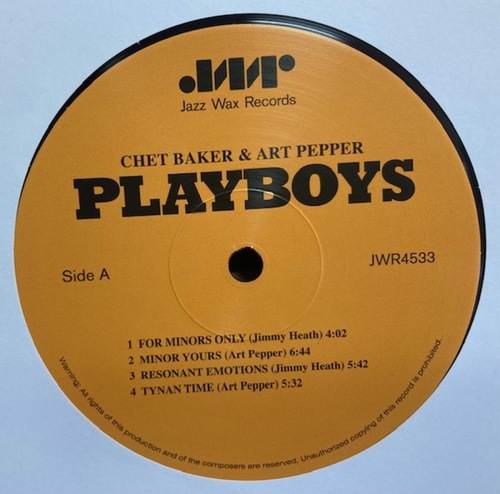 JWR
Jazz Wax Records
CHET BAKER & ART PEPPER
PLAYBOYS
Side A
JWR4533
1 FOR MINORS ONLY (Jimmy Heath) 4:02
2 MINOR YOURS (Art Pepper) 6:44
3 RESONANT EMOTIONS (Jimmy Heath) 5:42
4 TYNAN TIME (Art Pepper) 5:32
Warning: All rights of this production and of the composers are reserved. Unauthorized copying of this record is prohibited.